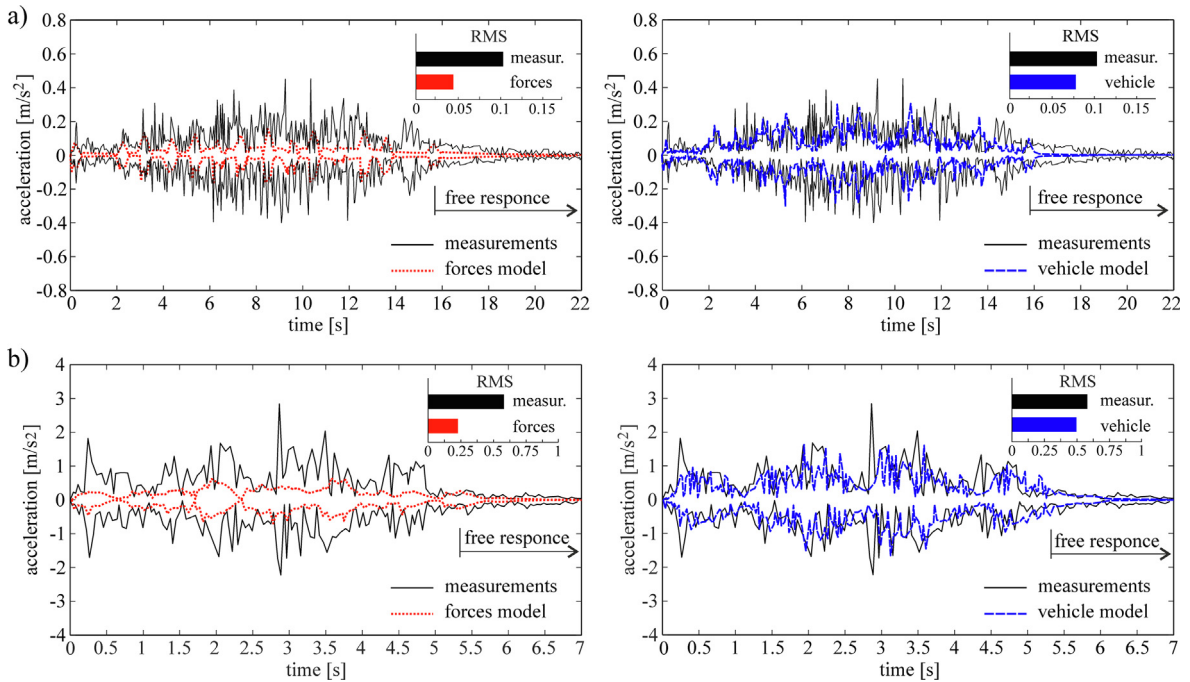 a)
0.8
0.6
0.4
0.2
0
-0.2
-0.4
-0.6
-0.8
acceleration [m/s2]
RMS
measur.
forces
0 0.05 0.1 0.15
free responce
measurements
forces model
0 2 4 6 8 10 12 14 16 18 20 22
time [s]
0.8
0.6
0.4
0.2
0
-0.2
-0.4
-0.6
-0.8
acceleration [m/s2]
RMS
measur.
vehicle
0 0.05 0.1 0.15
free responce
measurements
vehicle model
0 2 4 6 8 10 12 14 16 18 20 22
time [s]
b)
4
3
2
1
0
-1
-2
-3
-4
acceleration [m/s2]
RMS
measur.
forces
0 0.25 0.5 0.75 1
free responce
measurements
forces model
0 0.5 1 1.5 2 2.5 3 3.5 4 4.5 5 5.5 6 6.5 7
time [s]
4
3
2
1
0
-1
-2
-3
-4
acceleration [m/s2]
RMS
measur.
vehicle
0 0.25 0.5 0.75 1
free responce
measurements
vehicle model
0 0.5 1 1.5 2 2.5 3 3.5 4 4.5 5 5.5 6 6.5 7
time [s]